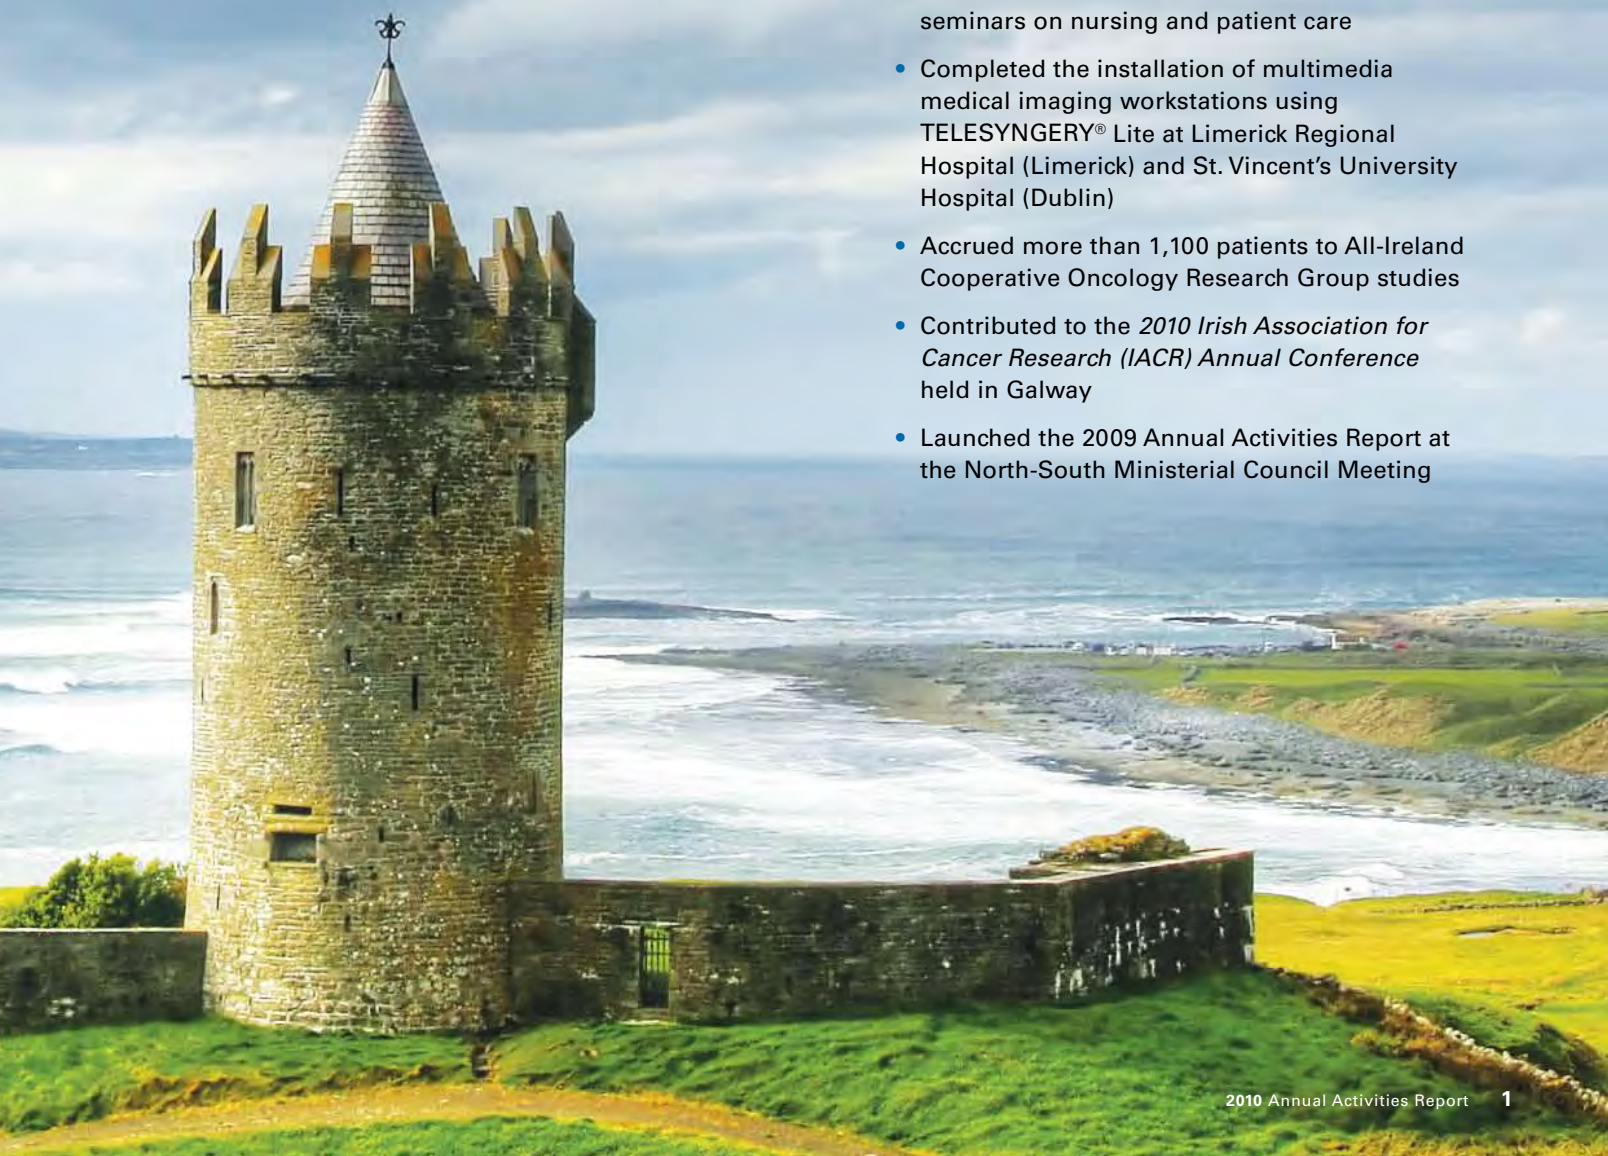 seminars on nursing and patient care
• Completed the installation of multimedia
medical imaging workstations using
TELESYNGERY® Lite at Limerick Regional
Hospital (Limerick) and St. Vincent’s University
Hospital (Dublin)
• Accrued more than 1,100 patients to All-Ireland
Cooperative Oncology Research Group studies
• Contributed to the 2010 Irish Association for
Cancer Research (IACR) Annual Conference
held in Galway
• Launched the 2009 Annual Activities Report at
the North-South Ministerial Council Meeting
2010 Annual Activities Report 1